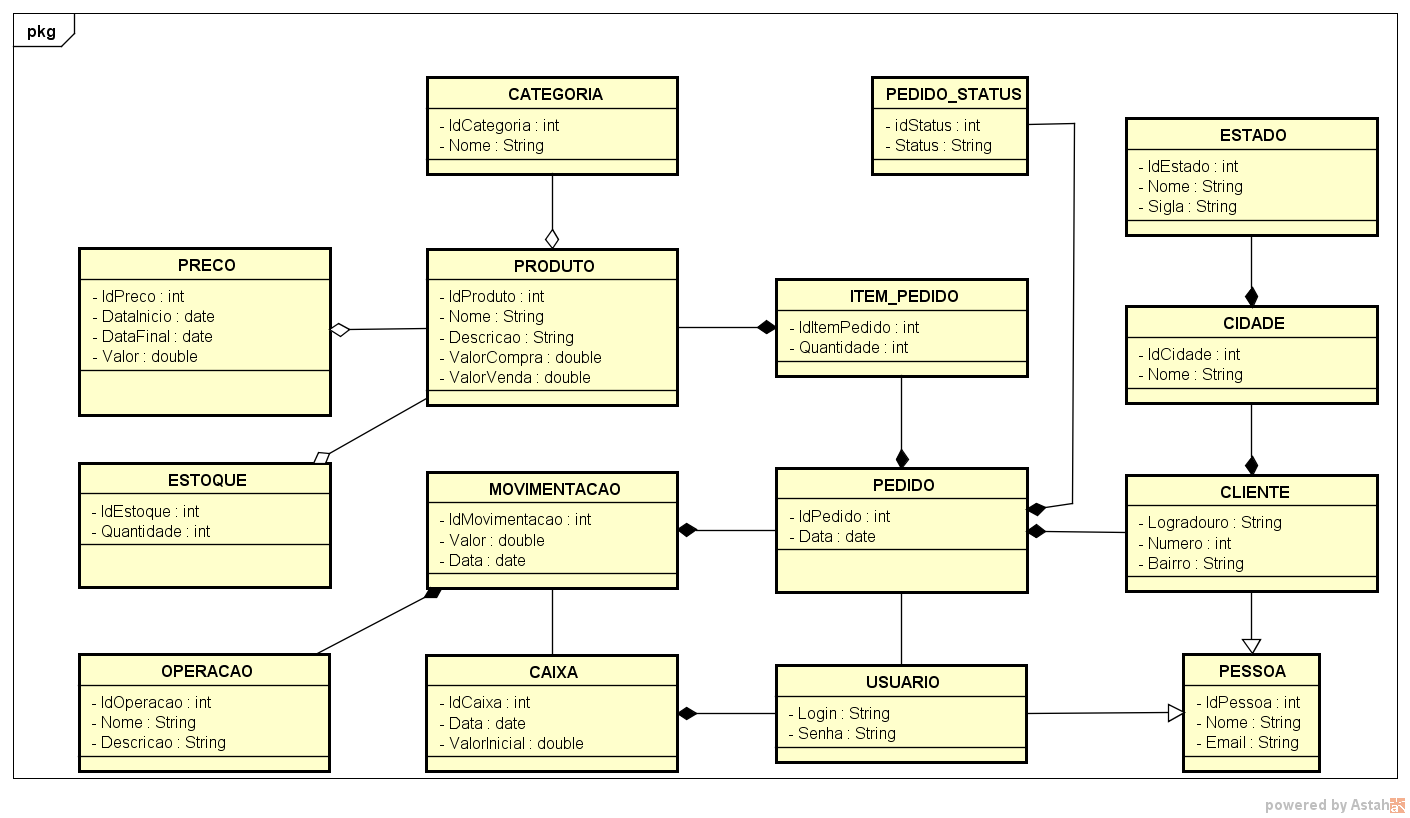 pkg
CATEGORIA
- IdCategoria : int
- Nome : String
PEDIDO_STATUS
- idStatus : int
- Status : String
ESTADO
- IdEstado : int
- Nome : String
- Sigla : String
PRECO
- IdPreco : int
- DataInicio : date
- DataFinal : date
- Valor : double
PRODUTO
- IdProduto : int
- Nome : String
- Descricao : String
- ValorCompra : double
- ValorVenda : double
ITEM_PEDIDO
- IdItemPedido : int
- Quantidade : int
CIDADE
- IdCidade : int
- Nome : String
ESTOQUE
- IdEstoque : int
- Quantidade : int
MOVIMENTACAO
- IdMovimentacao : int
- Valor : double
- Data : date
PEDIDO
- IdPedido : int
- Data : date
CLIENTE
- Logradouro : String
- Numero : int
- Bairro : String
OPERACAO
- IdOperacao : int
- Nome : String
- Descricao : String
CAIXA
- IdCaixa : int
- Data : date
- ValorInicial : double
USUARIO
- Login : String
- Senha : String
PESSOA
- IdPessoa : int
- Nome : String
- Email : String
powered by Astah